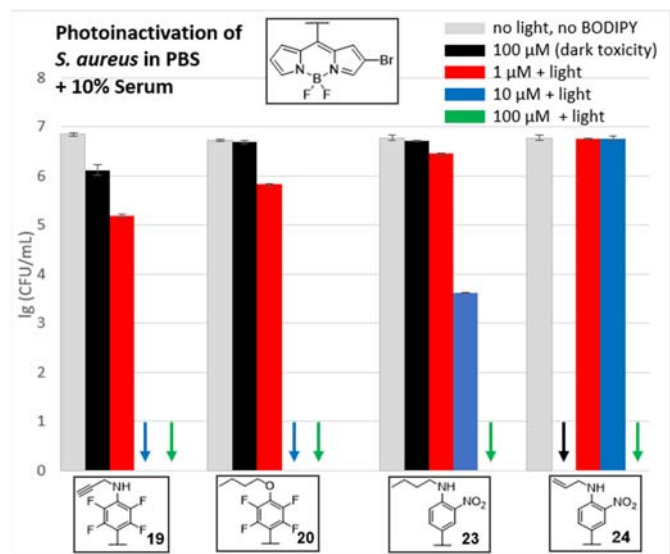 Photoinactivation of
S. aureus in PBS
+ 10% Serum
Br
N
N
B
F
F
no light, no BODIPY
100 µM (dark toxicity)
1 µM + light
10 µM + light
100 µM + light
lg (CFU/mL)
8
7
6
5
4
3
2
1
0
NH
F
F
F
F
19
O
F
F
F
F
20
NH
NO2
23
NH
NO2
24